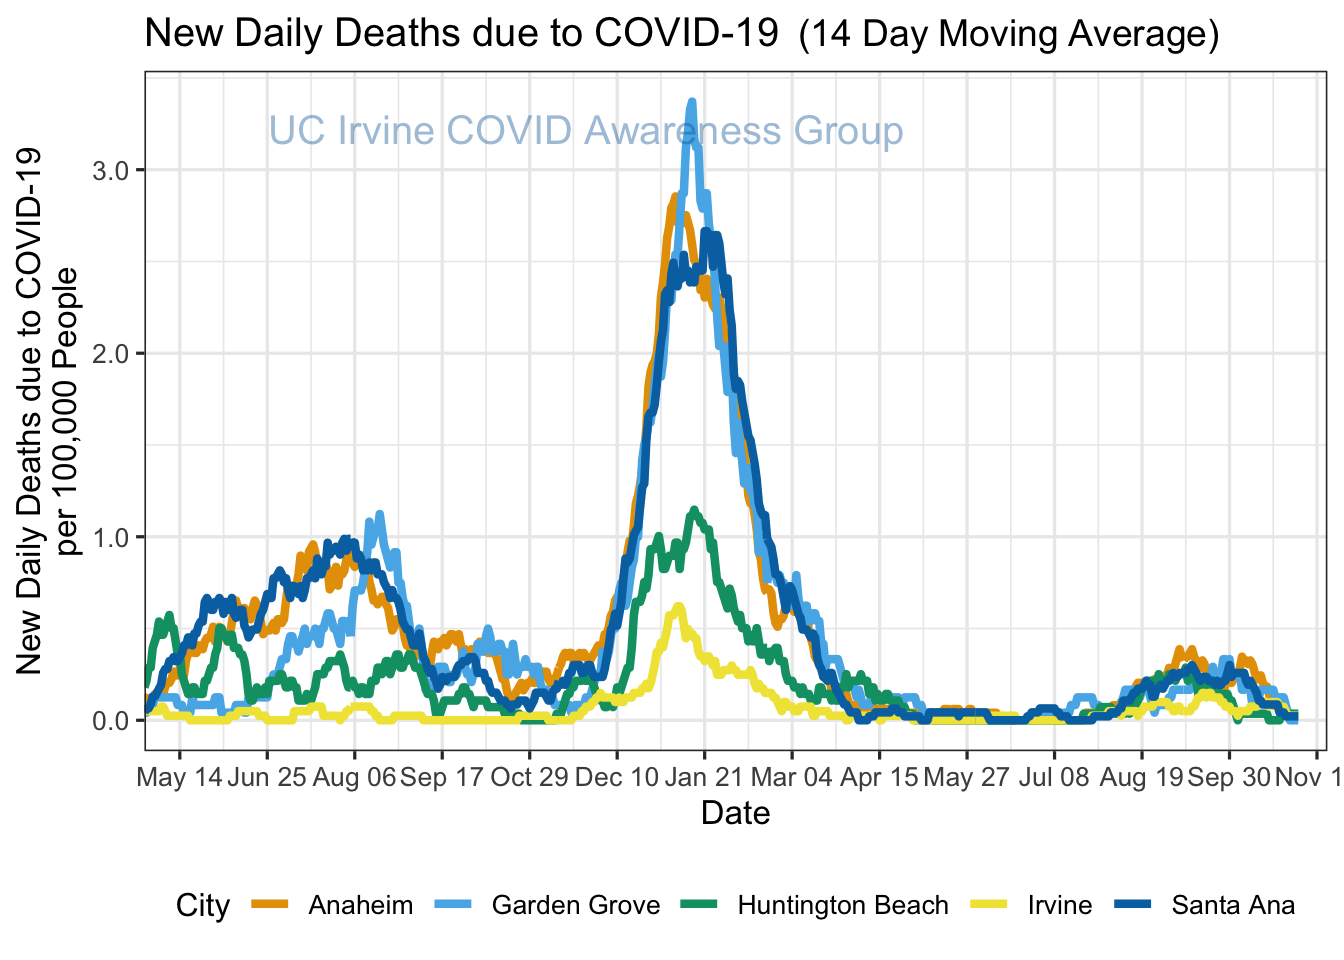 New Daily Deaths due to COVID-19 (14 Day Moving Average)
UC Irvine COVID Awareness Group
New Daily Deaths due to COVID-19
per 100,000 People
3.0
2.0
1.0
0.0
May 14 Jun 25 Aug 06 Sep 17 Oct 29 Dec 10 Jan 21 Mar 04 Apr 15 May 27 Jul 08 Aug 19 Sep 30 Nov 1
Date
City Anaheim Garden Grove Huntington Beach Irvine Santa Ana